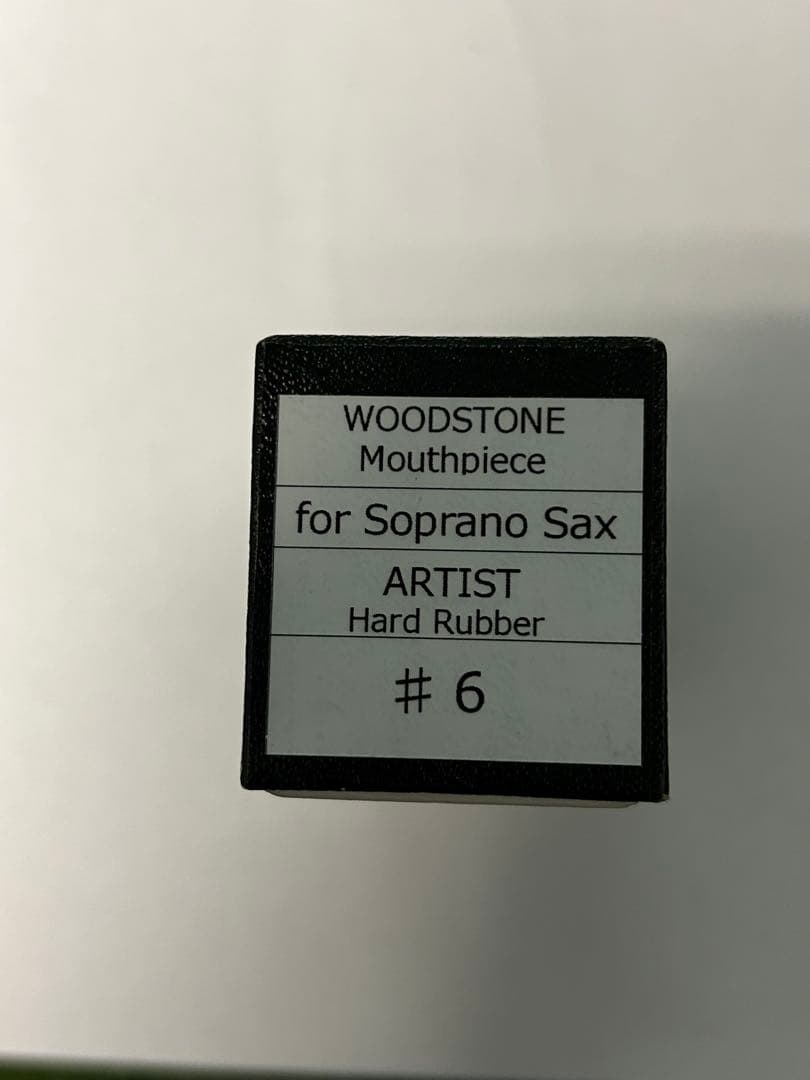 WOODSTONE
Mouthpiece
for Soprano Sax
ARTIST
Hard Rubber
♯ 6